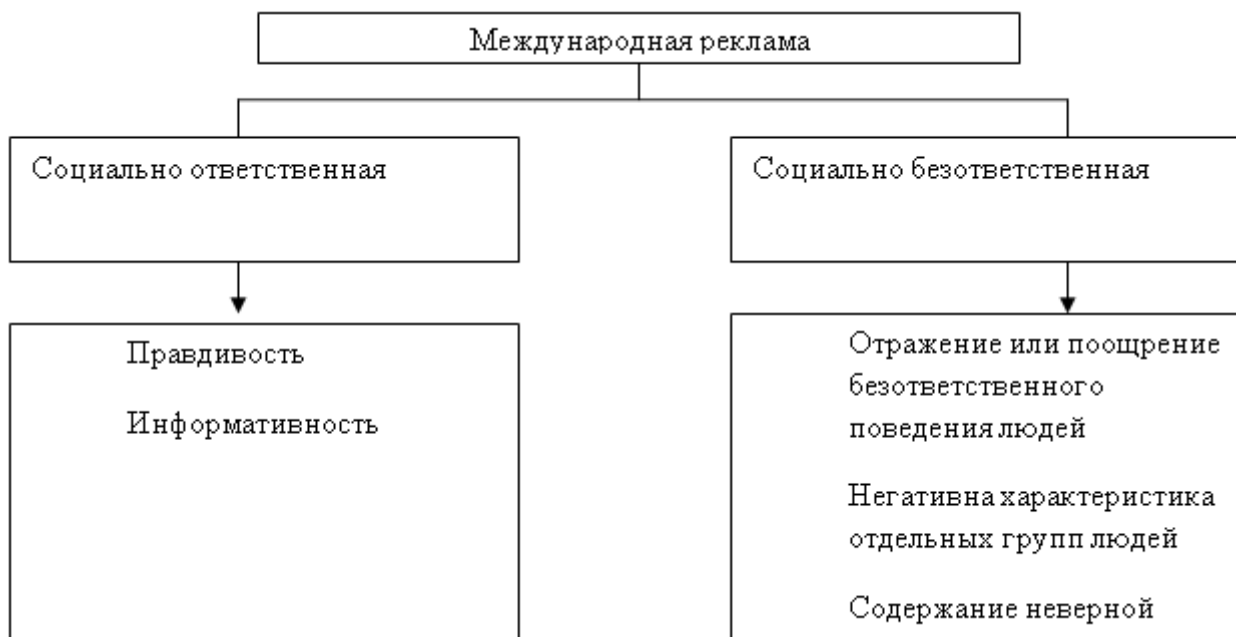 Международная реклама
Социально ответственная
Социально безответственная
Правдивость
Информативность
Отражение или поощрение
безответственного
поведения людей
Негативна характеристика
отдельных групп людей
Содержание неверной